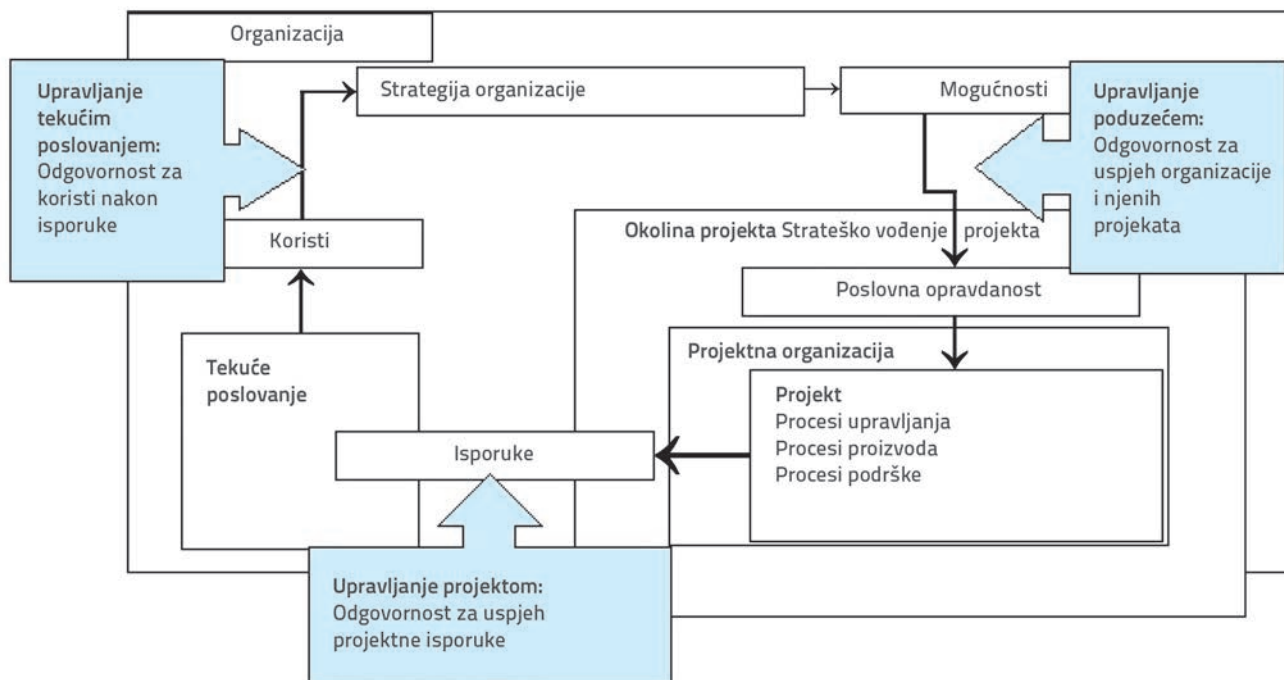 Organizacija
Upravljanje
tekućim
poslovanjem:
Odgovornost za
koristi nakon
isporuke
Strategija organizacije
Mogućnosti
Upravljanje
poduzećem:
Odgovornost za
uspjeh organizacije
i njenih
projekata
Koristi
Okolina projekta Strateško vođenje projekta
Poslovna opravdanost
Projektna organizacija
Tekuće
poslovanje
Projekt
Procesi upravljanja
Procesi proizvoda
Procesi podrške
Isporuke
Upravljanje projektom:
Odgovornost za uspjeh
projektne isporuke